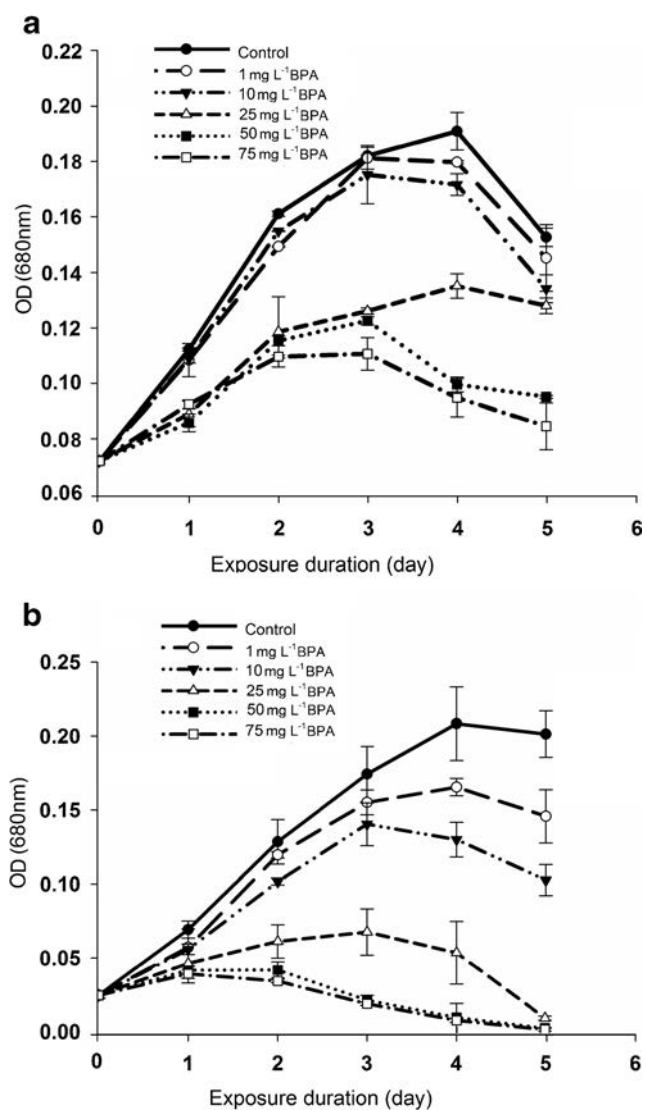 a
0.22
Control
1 mg L⁻¹BPA
0.20
10 mg L⁻¹BPA
25 mg L⁻¹BPA
50 mg L⁻¹BPA
0.18
75 mg L⁻¹BPA
0.16
OD (680nm)
0.14
0.12
0.10
0.08
0.06
0 1 2 3 4 5 6
Exposure duration (day)
b
Control
0.25
1 mg L⁻¹BPA
10 mg L⁻¹BPA
25 mg L⁻¹BPA
50 mg L⁻¹BPA
0.20
75 mg L⁻¹BPA
OD (680nm)
0.15
0.10
0.05
0.00
0 1 2 3 4 5 6
Exposure duration (day)